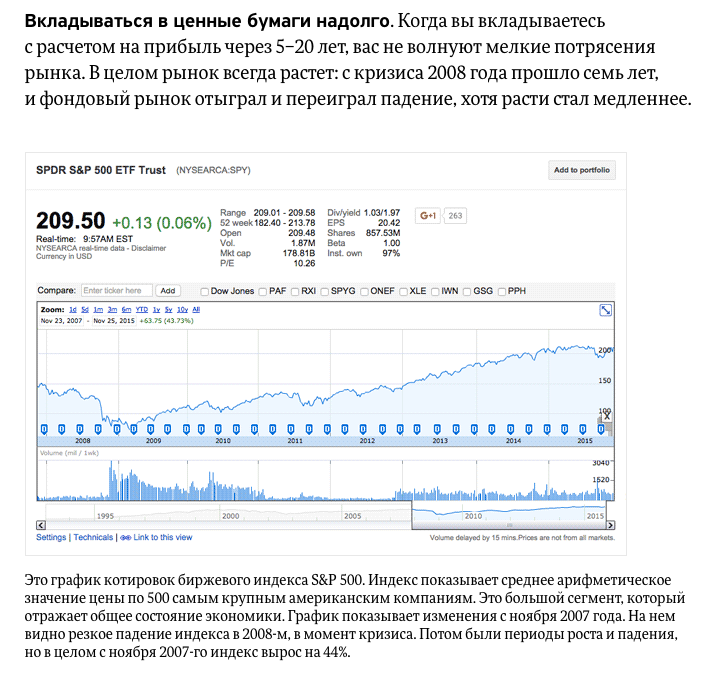 Вкладываться в ценные бумаги надолго. Когда вы вкладываетесь
с расчетом на прибыль через 5–20 лет, вас не волнуют мелкие потрясения
рынка. В целом рынок всегда растет: с кризиса 2008 года прошло семь лет,
и фондовый рынок отыграл и переиграл падение, хотя расти стал медленнее.
SPDR S&P 500 ETF Trust (NYSEARCA:SPY)
Add to portfolio
209.50 +0.13 (0.06%)
Real-time: 9:57AM EST
NYSEARCA real-time data - Disclaimer
Currency in USD
Range 209.01 - 209.58
52 week 182.40 - 213.78
Open 209.48
Vol. 1.87M
Mkt cap 178.81B
P/E 10.26
Div/yield 1.03/1.97
EPS 20.42
Shares 857.53M
Beta 1.00
Inst. own 97%
G+1 263
Compare: Enter ticker here Add Dow Jones PAF RXI SPYG ONEF XLE IWN GSG PPH
Zoom: 1d 5d 1m 3m 6m YTD 1y 5y 10y All
Nov 23, 2007 - Nov 25, 2015 +63.75 (43.73%)
200
150
100
X
D D D D D D D D D D D D D D D D D D D D D D D D D D D D D D D D
2008 2009 2010 2011 2012 2013 2014 2015
Volume (mil / 1wk)
3040
1520
1995 2000 2005 2010 2015
Settings | Technicals | Link to this view
Volume delayed by 15 mins.Prices are not from all markets.
Это график котировок биржевого индекса S&P 500. Индекс показывает среднее арифметическое
значение цены по 500 самым крупным американским компаниям. Это большой сегмент, который
отражает общее состояние экономики. График показывает изменения с ноября 2007 года. На нем
видно резкое падение индекса в 2008-м, в момент кризиса. Потом были периоды роста и падения,
но в целом с ноября 2007-го индекс вырос на 44%.